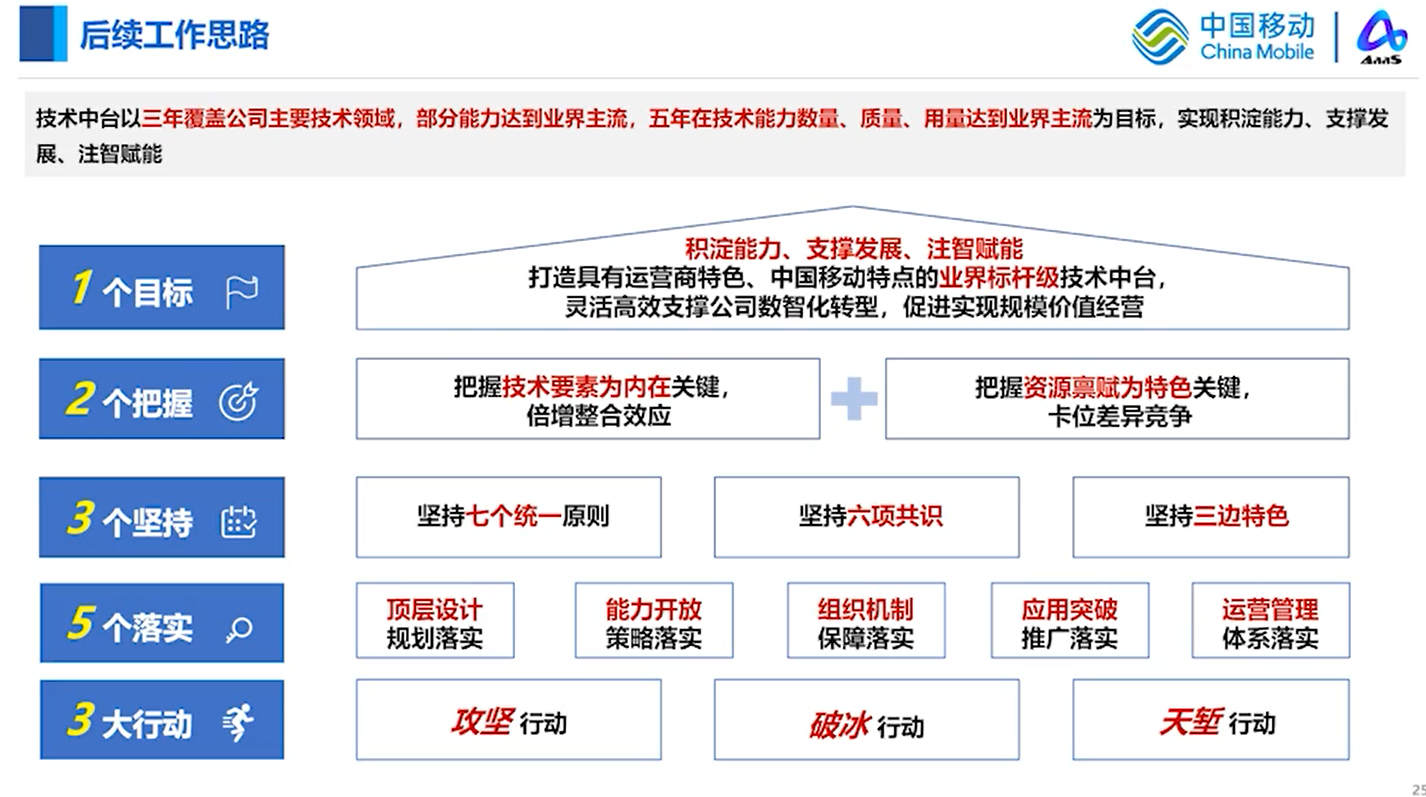 后续工作思路
中国移动
China Mobile
AaaS
技术中台以三年覆盖公司主要技术领域，部分能力达到业界主流，五年在技术能力数量、质量、用量达到业界主流为目标，实现积淀能力、支撑发
展、注智赋能
1个目标
积淀能力、支撑发展、注智赋能
打造具有运营商特色、中国移动特点的业界标杆级技术中台，
灵活高效支撑公司数智化转型，促进实现规模价值经营
2个把握
把握技术要素为内在关键，
倍增整合效应
把握资源禀赋为特色关键，
卡位差异竞争
3个坚持
坚持七个统一原则
坚持六项共识
坚持三边特色
5个落实
顶层设计
规划落实
能力开放
策略落实
组织机制
保障落实
应用突破
推广落实
运营管理
体系落实
3大行动
攻坚行动
破冰行动
天堑行动
25